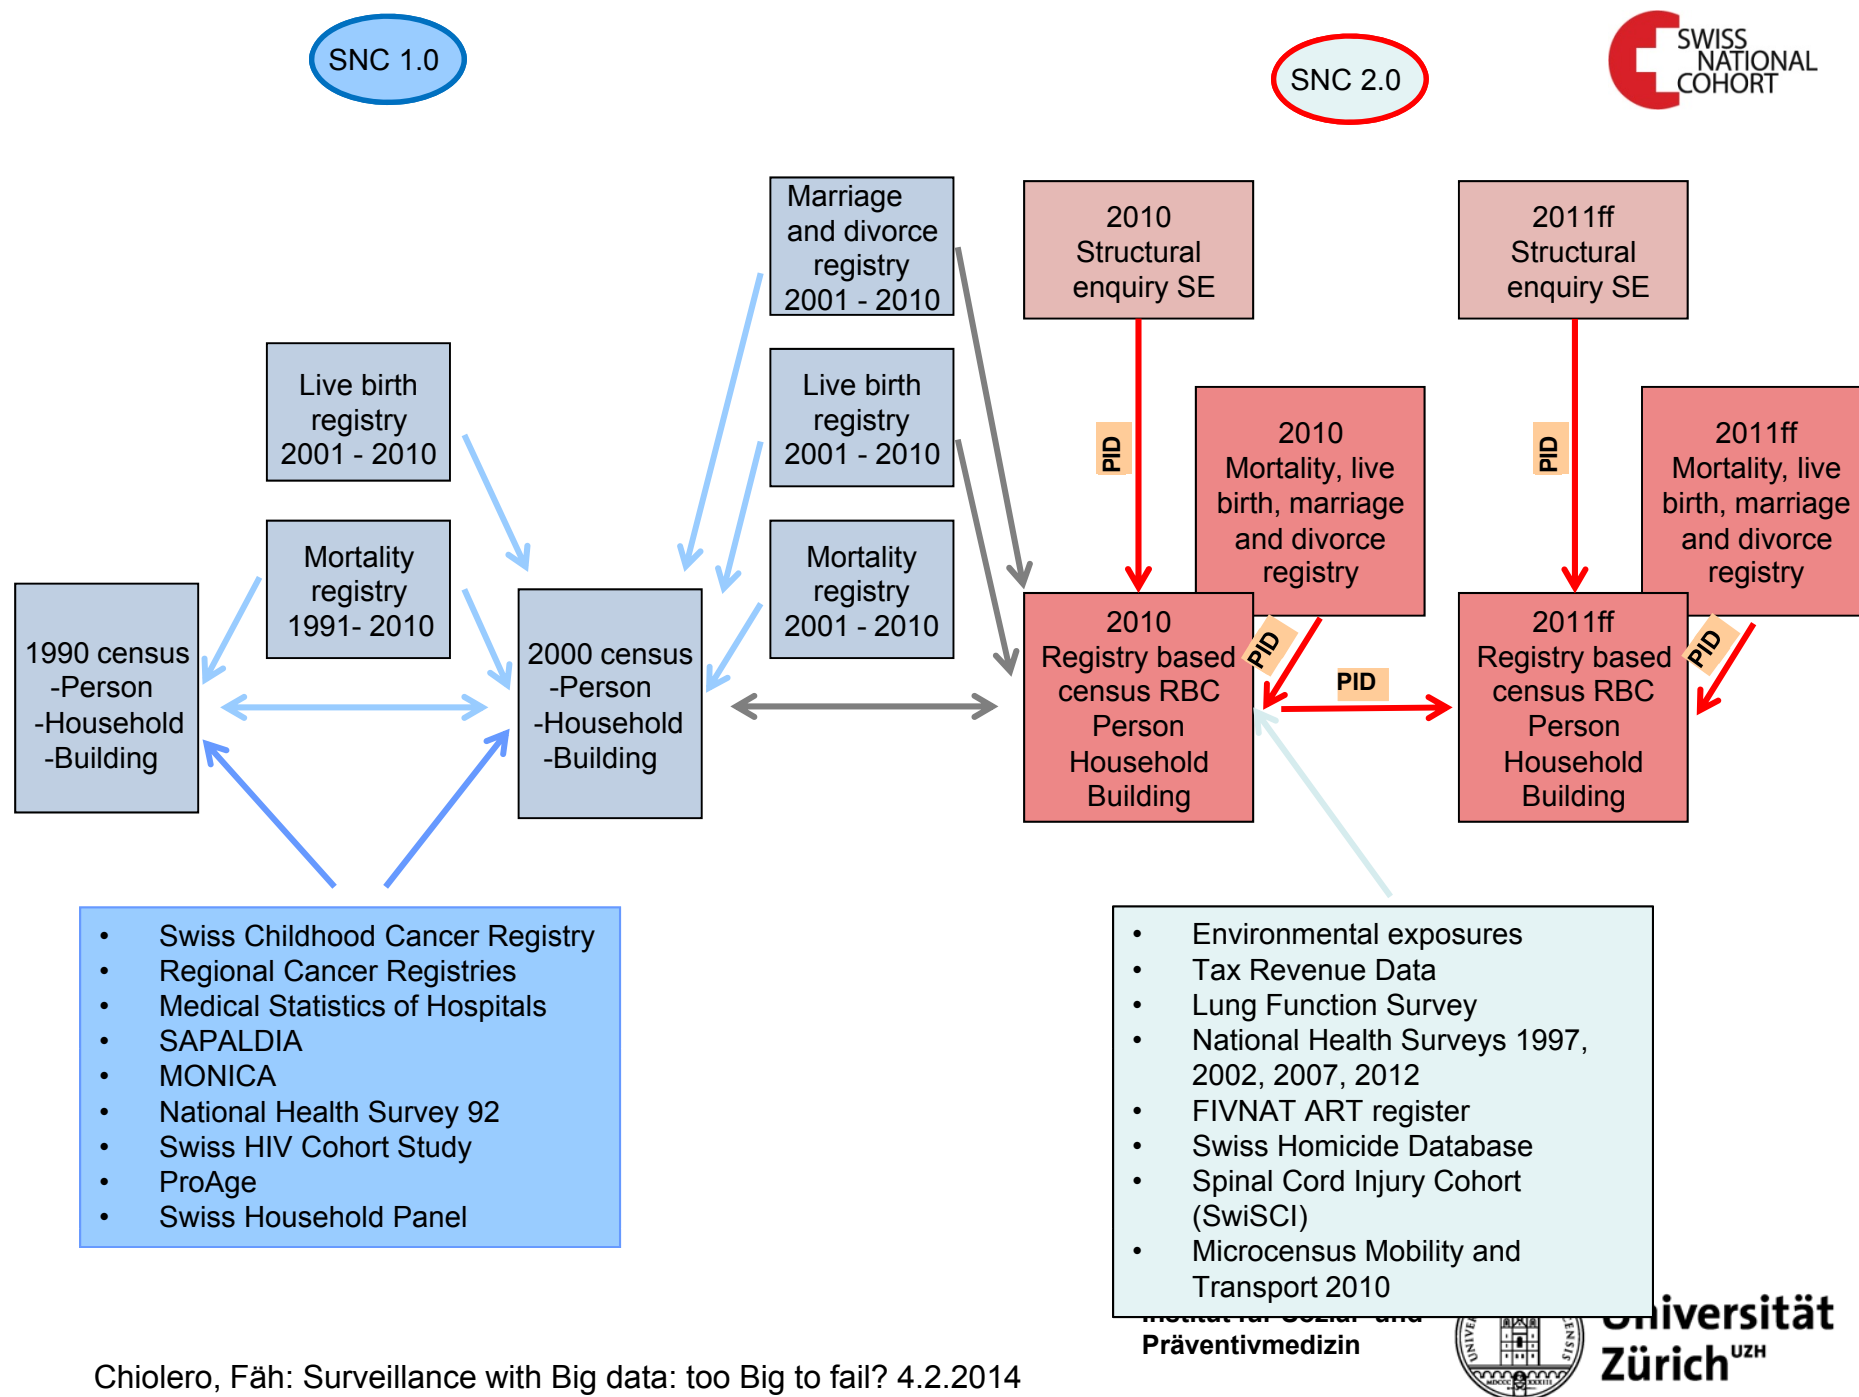 SNC 1.0
SNC 2.0
SWISS
NATIONAL
COHORT
Marriage
and divorce
registry
2001 - 2010
2010
Structural
enquiry SE
2011ff
Structural
enquiry SE
Live birth
registry
2001 - 2010
Live birth
registry
2001 - 2010
PID
2010
Mortality, live
birth, marriage
and divorce
registry
PID
2011ff
Mortality, live
birth, marriage
and divorce
registry
Mortality
registry
1991- 2010
Mortality
registry
2001 - 2010
1990 census
-Person
-Household
-Building
2000 census
-Person
-Household
-Building
2010
Registry based
census RBC
Person
Household
Building
PID
PID
2011ff
Registry based
census RBC
Person
Household
Building
PID
• Swiss Childhood Cancer Registry
• Regional Cancer Registries
• Medical Statistics of Hospitals
• SAPALDIA
• MONICA
• National Health Survey 92
• Swiss HIV Cohort Study
• ProAge
• Swiss Household Panel
• Environmental exposures
• Tax Revenue Data
• Lung Function Survey
• National Health Surveys 1997,
2002, 2007, 2012
• FIVNAT ART register
• Swiss Homicide Database
• Spinal Cord Injury Cohort
(SwiSCI)
• Microcensus Mobility and
Transport 2010
Institut für Sozial- und
Präventivmedizin
Universität
Zürich UZH
Chiolero, Fäh: Surveillance with Big data: too Big to fail? 4.2.2014